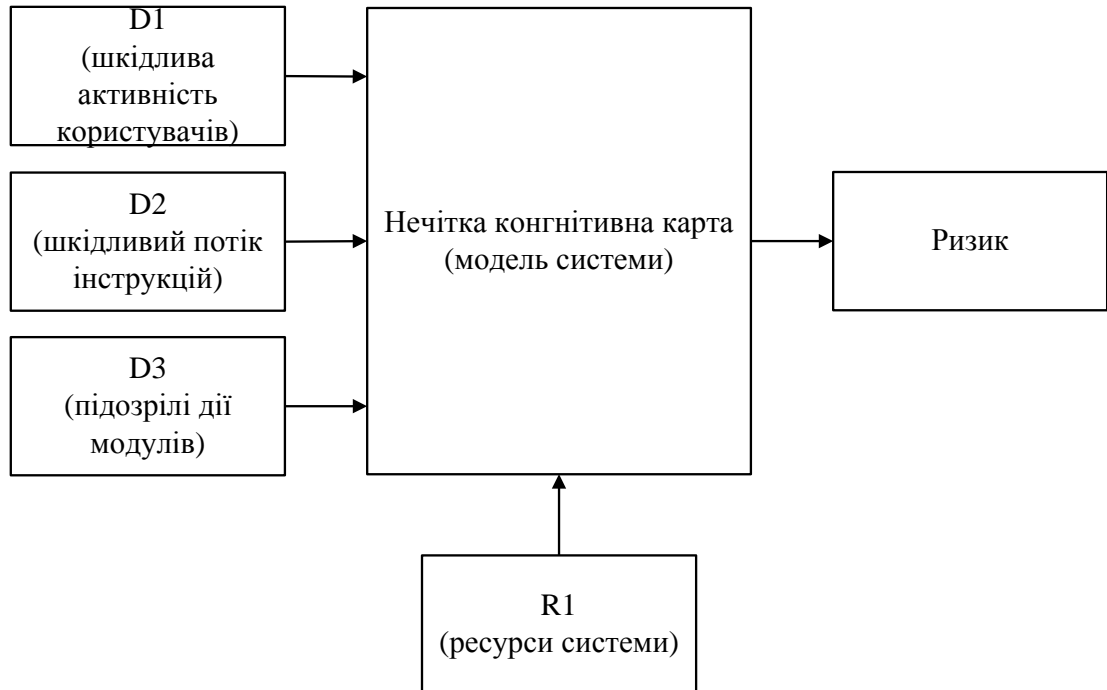 D1
(шкідлива
активність
користувачів)
D2
(шкідливий потік
інструкцій)
D3
(підозрілі дії
модулів)
Нечітка конгнітивна карта
(модель системи)
Ризик
R1
(ресурси системи)